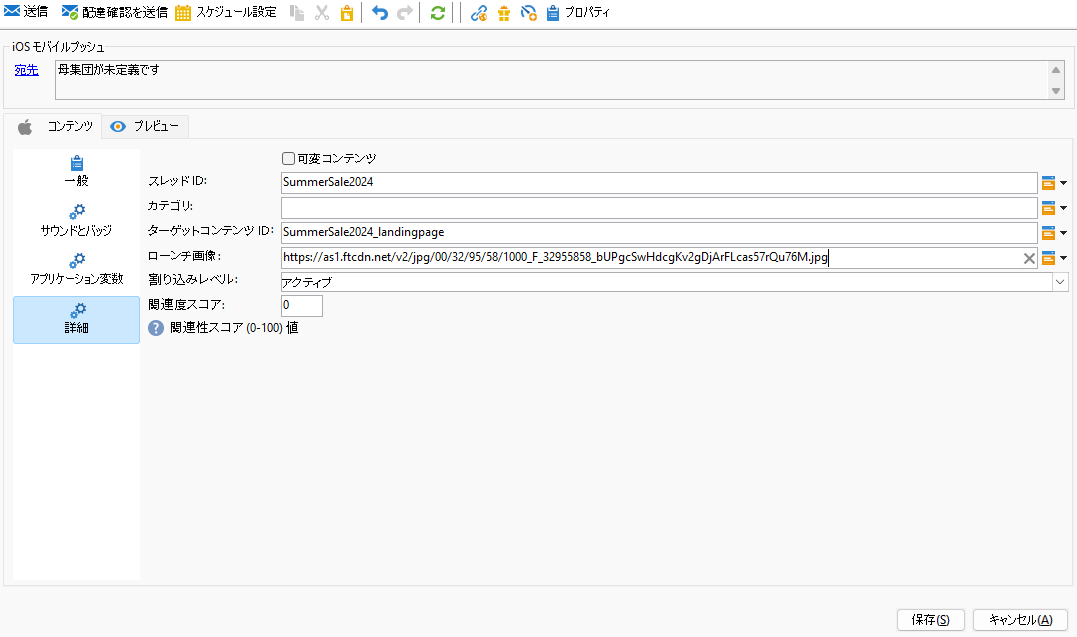 送信 配達確認を送信 スケジュール設定 プロパティ
iOS モバイルプッシュ
宛先 母集団が未定義です
コンテンツ プレビュー
一般
サウンドとバッジ
アプリケーション変数
詳細
可変コンテンツ
スレッド ID: SummerSale2024
カテゴリ:
ターゲットコンテンツ ID: SummerSale2024_landingpage
ローンチ画像: https://as1.ftcdn.net/v2/jpg/00/32/95/58/1000_F_32955858_bUPgcSwHdcgKv2gDjArFLcas57rQu76M.jpg
割り込みレベル: アクティブ
関連度スコア: 0
? 関連性スコア (0-100) 値
保存(S) キャンセル(A)